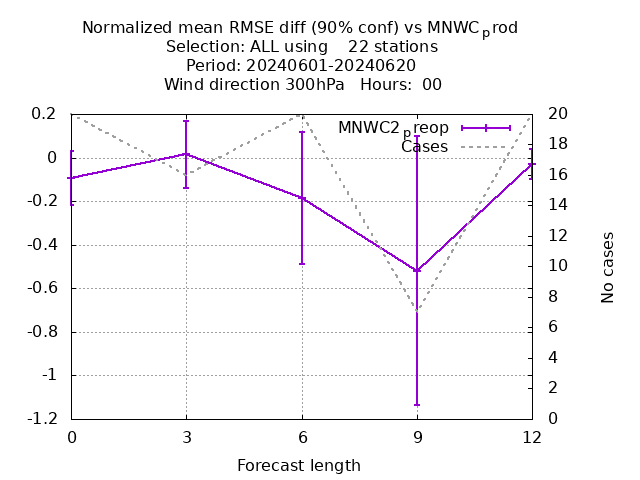 Normalized mean RMSE diff (90% conf) vs MNWCprod
Selection: ALL using    22 stations
Period: 20240601-20240620
Wind direction 300hPa   Hours:  00
MNWC2preop
Cases
0.2
0
-0.2
-0.4
-0.6
-0.8
-1
-1.2
20
18
16
14
12
10
8
6
4
2
0
No cases
0 3 6 9 12
Forecast length